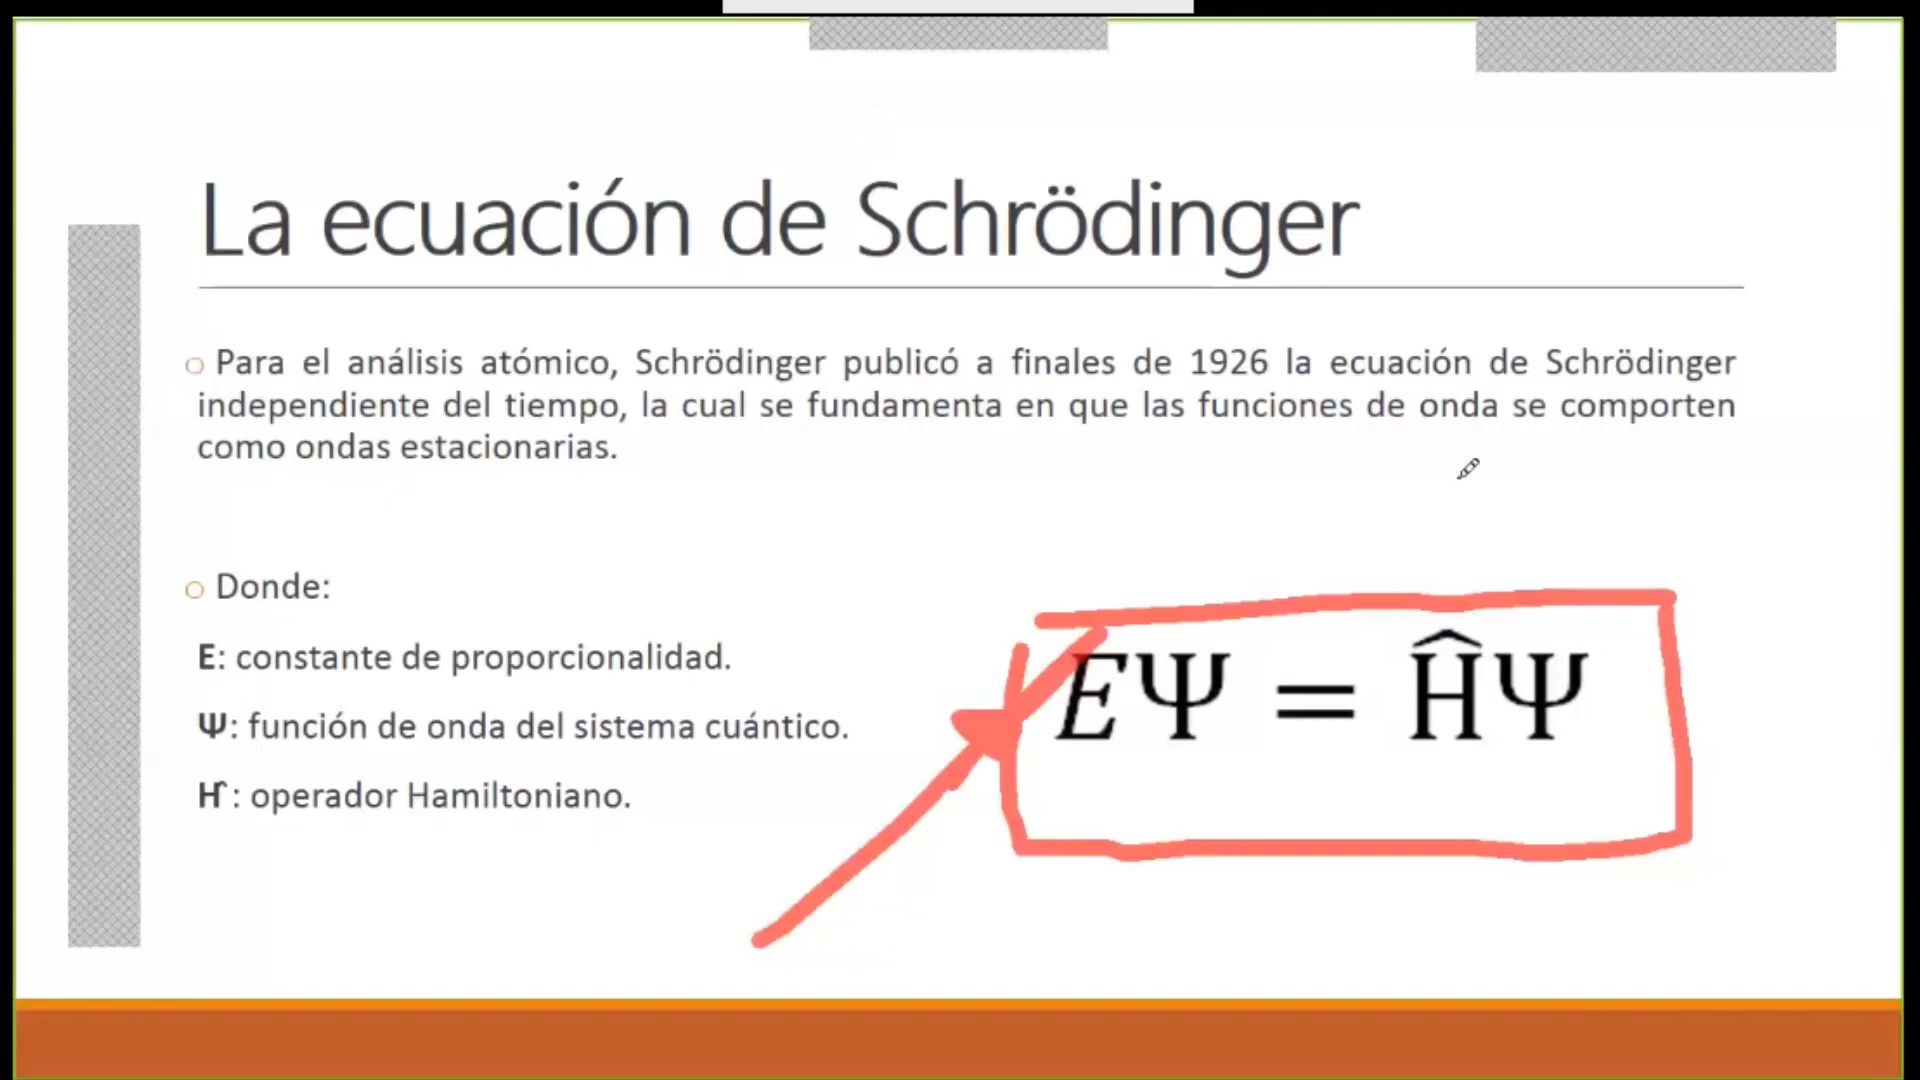 La ecuación de Schrödinger
Para el análisis atómico, Schrödinger publicó a finales de 1926 la ecuación de Schrödinger
independiente del tiempo, la cual se fundamenta en que las funciones de onda se comporten
como ondas estacionarias.
Donde:
E: constante de proporcionalidad.
Ψ: función de onda del sistema cuántico.
Ĥ: operador Hamiltoniano.
EΨ = ĤΨ